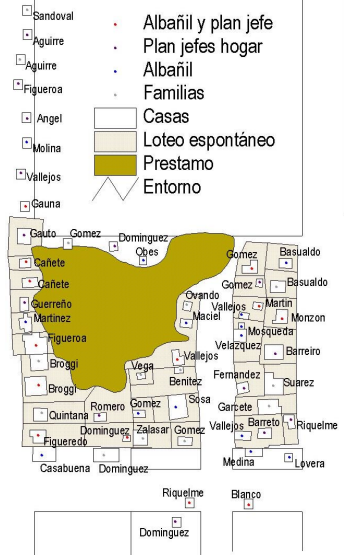 Sandoval
Aguirre
Aguirre
Figueroa
Angel
Molina
Vallejos
Gauna
Albañil y plan jefe
Plan jefes hogar
Albañil
Familias
Casas
Loteo espontáneo
Prestamo
Entorno
Gauto
Gomez
Dominguez
Obes
Cañete
Cañete
Guerreño
Martinez
Figueroa
Broggi
Broggi
Quintana
Figueredo
Casabuena
Dominguez
Romero
Gomez
Dominguez
Zalasar
Gomez
Vega
Vallejos
Benitez
Sosa
Ovando
Maciel
Gomez
Basualdo
Gomez
Basualdo
Vallejos
Martin
Monzon
Mosqueda
Velazquez
Barreiro
Fernandez
Suarez
Garcete
Vallejos
Barreto
Riquelme
Medina
Lovera
Riquelme
Blanco
Dominguez